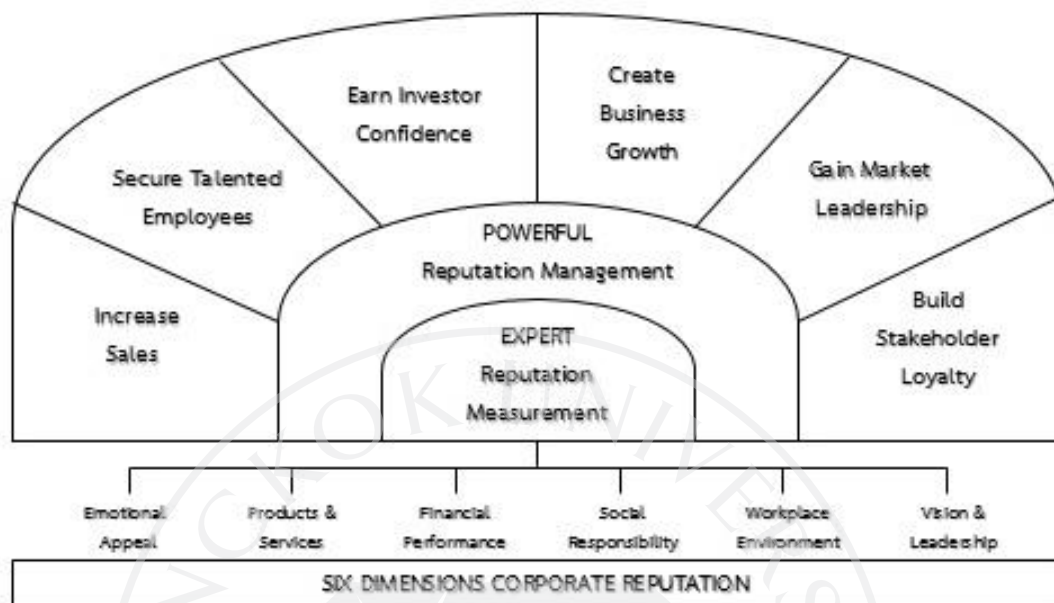 Earn Investor
Confidence
Create
Business
Growth
Secure Talented
Employees
Gain Market
Leadership
POWERFUL
Reputation Management
Increase
Sales
Build
Stakeholder
Loyalty
EXPERT
Reputation
Measurement
Emotional
Appeal
Products &
Services
Financial
Performance
Social
Responsibility
Workplace
Environment
Vision &
Leadership
SIX DIMENSIONS CORPORATE REPUTATION